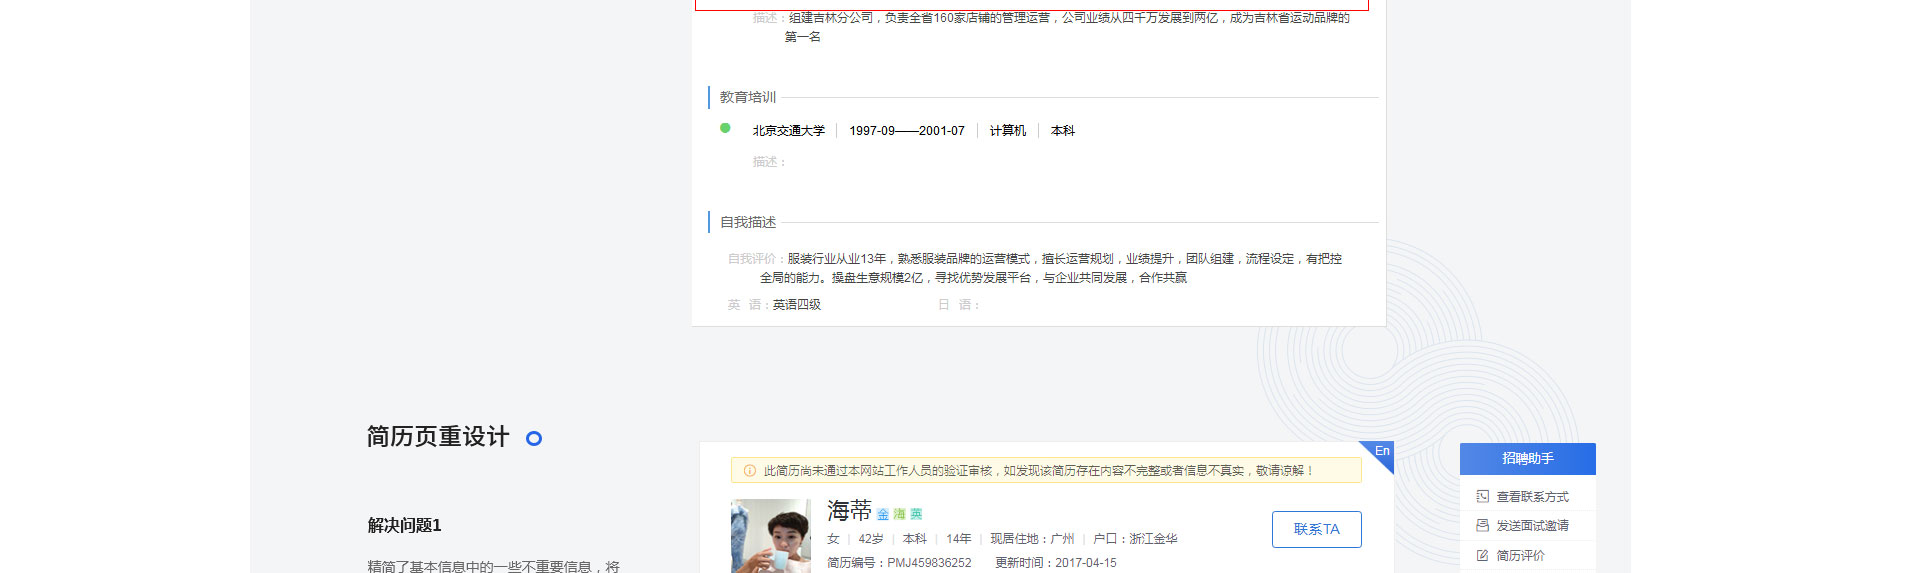 描述：组建吉林分公司，负责全省160家店铺的管理运营，公司业绩从四千万发展到两亿，成为吉林省运动品牌的
第一名
教育培训
北京交通大学 1997-09——2001-07 计算机 本科
描述：
自我描述
自我评价：服装行业从业13年，熟悉服装品牌的运营模式，擅长运营规划，业绩提升，团队组建，流程设定，有把控
全局的能力。操盘生意规模2亿，寻找优势发展平台，与企业共同发展，合作共赢
英 语：英语四级 日 语：
简历页重设计
解决问题1
精简了基本信息中的一些不重要信息，将
En
此简历尚未通过本网站工作人员的验证审核，如发现该简历存在内容不完整或者信息不真实，敬请谅解！
海蒂 金 海 英
女 | 42岁 | 本科 | 14年 | 现居住地：广州 | 户口：浙江金华
简历编号：PMJ459836252 更新时间：2017-04-15
联系TA
招聘助手
查看联系方式
发送面试邀请
简历评价